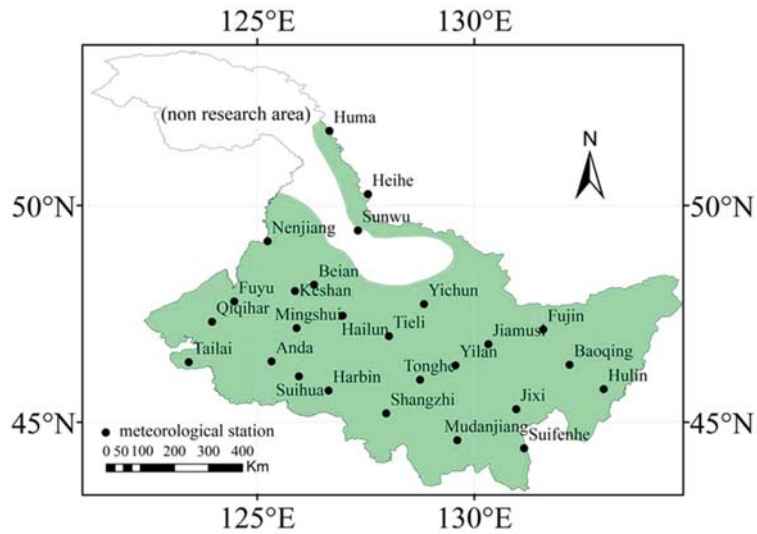 125°E 130°E
(non research area)
Huma
N
Heihe
50°N 50°N
Sunwu
Nenjiang
Beian
Keshan
Fuyu
Yichun
Qiqihar
Mingshui
Hailun
Tieli
Fujin
Jiamusi
Tailai
Anda
Tonghe
Yilan
Baoqing
Suihua
Harbin
Hulin
Shangzhi
Jixi
45°N 45°N
meteorological station
Mudanjiang
Suifenhe
0 50 100 200 300 400
Km
125°E 130°E